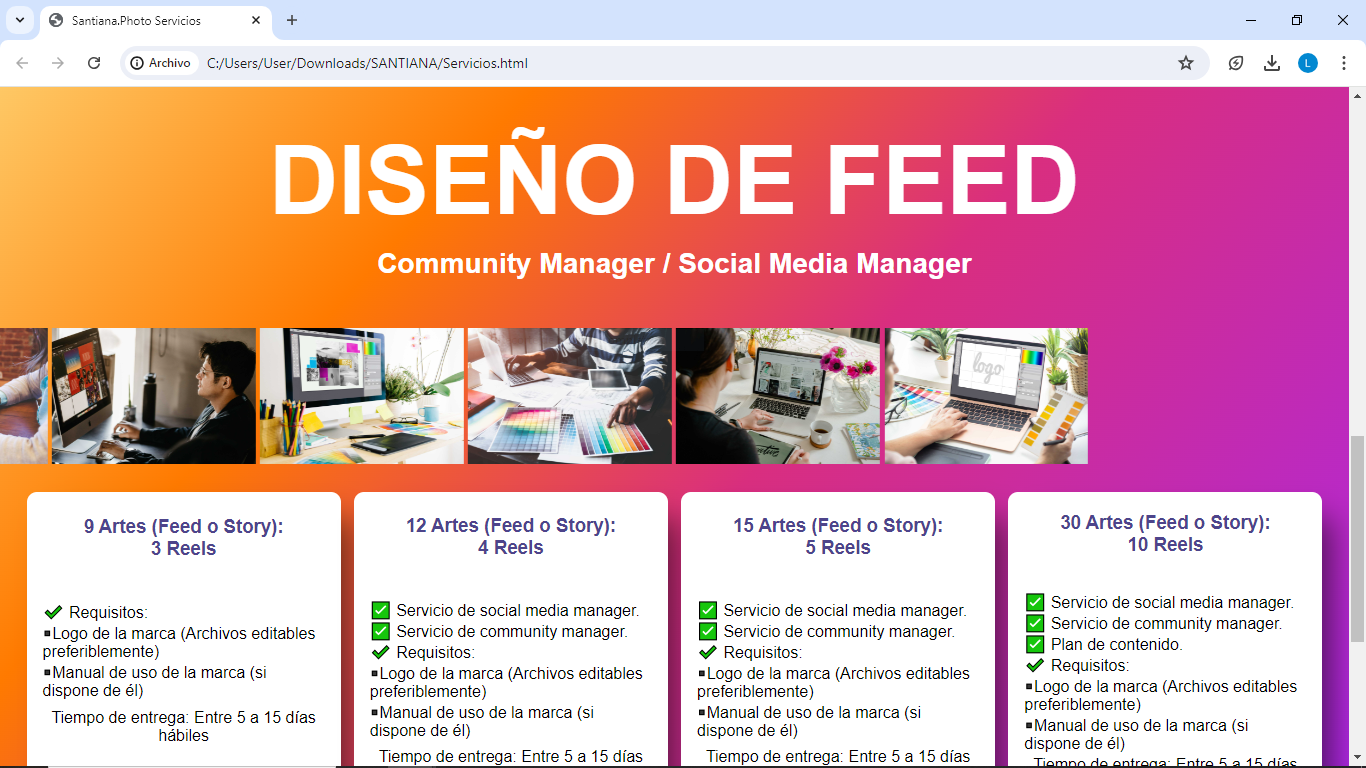 Santiana.Photo Servicios
Archivo
C:/Users/User/Downloads/SANTIANA/Servicios.html
L
DISEÑO DE FEED
Community Manager / Social Media Manager
logo
9 Artes (Feed o Story):
3 Reels
✔ Requisitos:
▪Logo de la marca (Archivos editables
preferiblemente)
▪Manual de uso de la marca (si
dispone de él)
Tiempo de entrega: Entre 5 a 15 días
hábiles
12 Artes (Feed o Story):
4 Reels
✅ Servicio de social media manager.
✅ Servicio de community manager.
✔ Requisitos:
▪Logo de la marca (Archivos editables
preferiblemente)
▪Manual de uso de la marca (si
dispone de él)
Tiempo de entrega: Entre 5 a 15 días
15 Artes (Feed o Story):
5 Reels
✅ Servicio de social media manager.
✅ Servicio de community manager.
✔ Requisitos:
▪Logo de la marca (Archivos editables
preferiblemente)
▪Manual de uso de la marca (si
dispone de él)
Tiempo de entrega: Entre 5 a 15 días
30 Artes (Feed o Story):
10 Reels
✅ Servicio de social media manager.
✅ Servicio de community manager.
✅ Plan de contenido.
✔ Requisitos:
▪Logo de la marca (Archivos editables
preferiblemente)
▪Manual de uso de la marca (si
dispone de él)
Tiempo de entrega: Entre 5 a 15 días